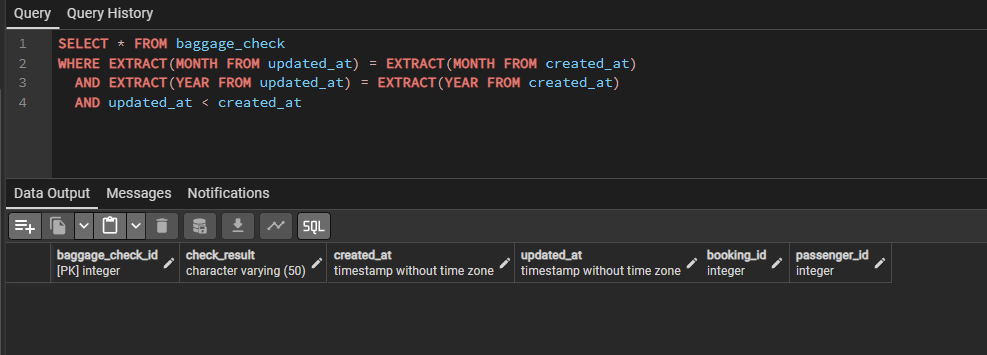 Query Query History
1 SELECT * FROM baggage_check
2 WHERE EXTRACT(MONTH FROM updated_at) = EXTRACT(MONTH FROM created_at)
3 AND EXTRACT(YEAR FROM updated_at) = EXTRACT(YEAR FROM created_at)
4 AND updated_at < created_at
Data Output Messages Notifications
SQL
baggage_check_id check_result created_at updated_at booking_id passenger_id
[PK] integer character varying (50) timestamp without time zone timestamp without time zone integer integer